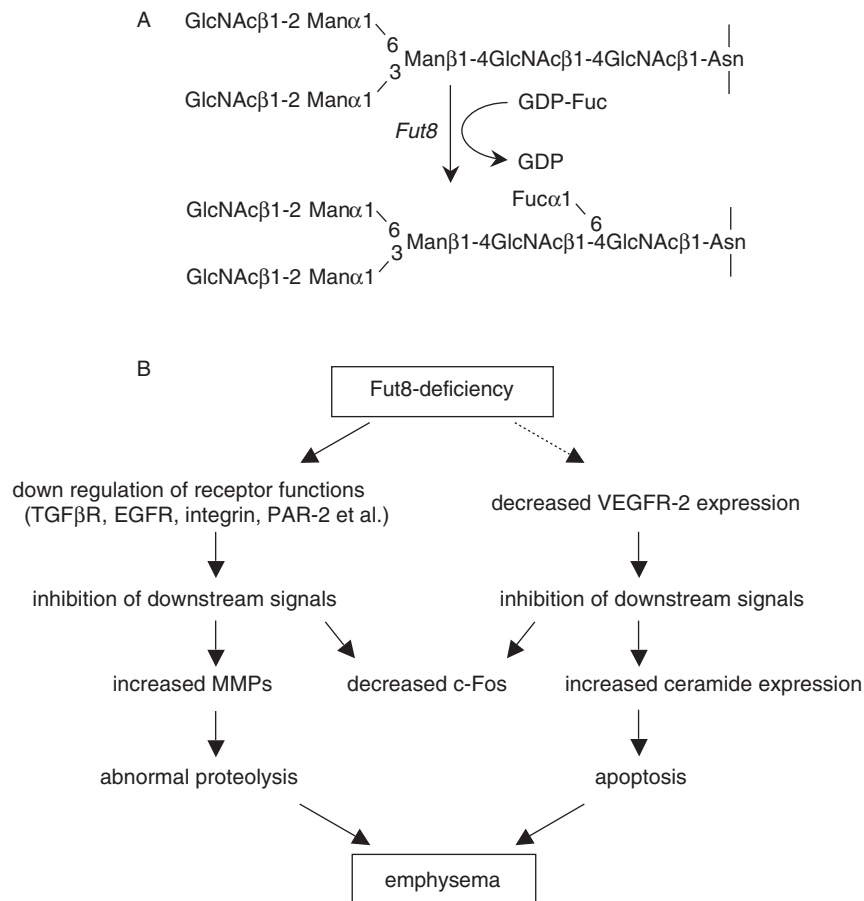 A
GlcNAcβ1-2 Manα1
6
Manβ1-4GlcNAcβ1-4GlcNAcβ1-Asn
3
GlcNAcβ1-2 Manα1
GDP-Fuc
Fut8
GDP
Fucα1
GlcNAcβ1-2 Manα1
6
6
Manβ1-4GlcNAcβ1-4GlcNAcβ1-Asn
3
GlcNAcβ1-2 Manα1
B
Fut8-deficiency
down regulation of receptor functions
(TGFβR, EGFR, integrin, PAR-2 et al.)
decreased VEGFR-2 expression
inhibition of downstream signals
inhibition of downstream signals
increased MMPs
decreased c-Fos
increased ceramide expression
abnormal proteolysis
apoptosis
emphysema